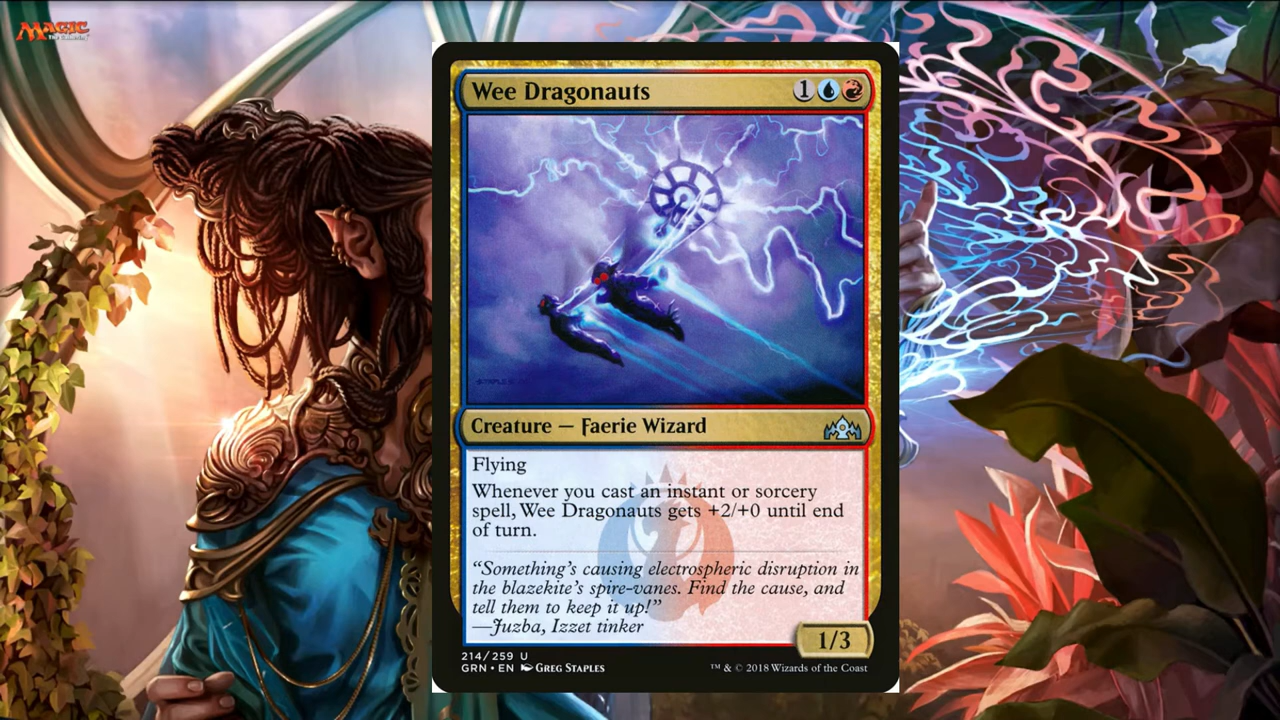 MAGIC
THE GATHERING
Wee Dragonauts 1
Creature — Faerie Wizard
Flying
Whenever you cast an instant or sorcery
spell, Wee Dragonauts gets +2/+0 until end
of turn.
“Something’s causing electrospheric disruption in
the blazekite’s spire-vanes. Find the cause, and
tell them to keep it up!”
—Juzba, Izzet tinker
1/3
214/259 U
GRN • EN GREG STAPLES
™ & © 2018 Wizards of the Coast